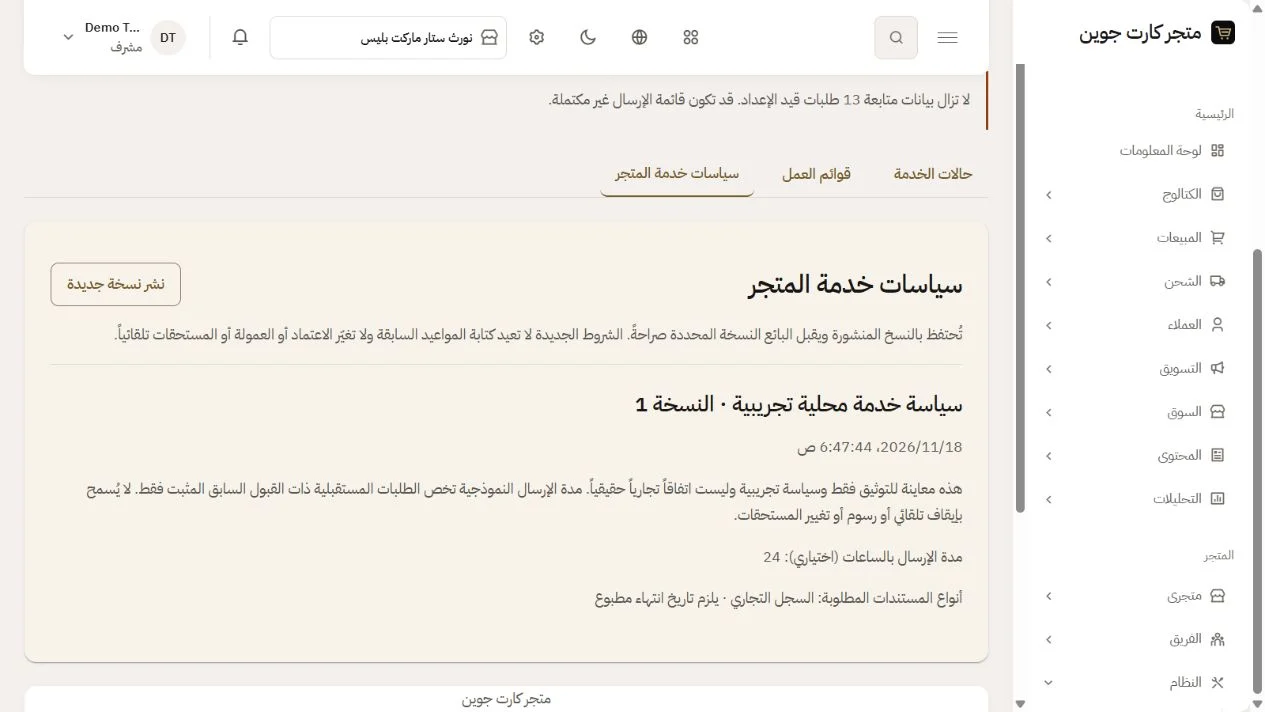 متجر كارت جوين
الرئيسية
لوحة المعلومات
الكتالوج
المبيعات
الشحن
العملاء
التسويق
السوق
المحتوى
التحليلات
المتجر
متجرى
الفريق
النظام
نورث ستار ماركت بليس
DT
Demo T...
مشرف
لا تزال بيانات متابعة 13 طلبات قيد الإعداد. قد تكون قائمة الإرسال غير مكتملة.
حالات الخدمة
قوائم العمل
سياسات خدمة المتجر
سياسات خدمة المتجر
نشر نسخة جديدة
تُحتفظ بالنسخ المنشورة ويقبل البائع النسخة المحددة صراحةً. الشروط الجديدة لا تعيد كتابة المواعيد السابقة ولا تغيّر الاعتماد أو العمولة أو المستحقات تلقائياً.
سياسة خدمة محلية تجريبية · النسخة 1
2026/11/18، 6:47:44 ص
هذه معاينة للتوثيق فقط وسياسة تجريبية وليست اتفاقاً تجارياً حقيقياً. مدة الإرسال النموذجية تخص الطلبات المستقبلية ذات القبول السابق المثبت فقط. لا يُسمح
بإيقاف تلقائي أو رسوم أو تغيير المستحقات.
مدة الإرسال بالساعات (اختياري): 24
أنواع المستندات المطلوبة: السجل التجاري · يلزم تاريخ انتهاء مطبوع
متجر كارت جوين